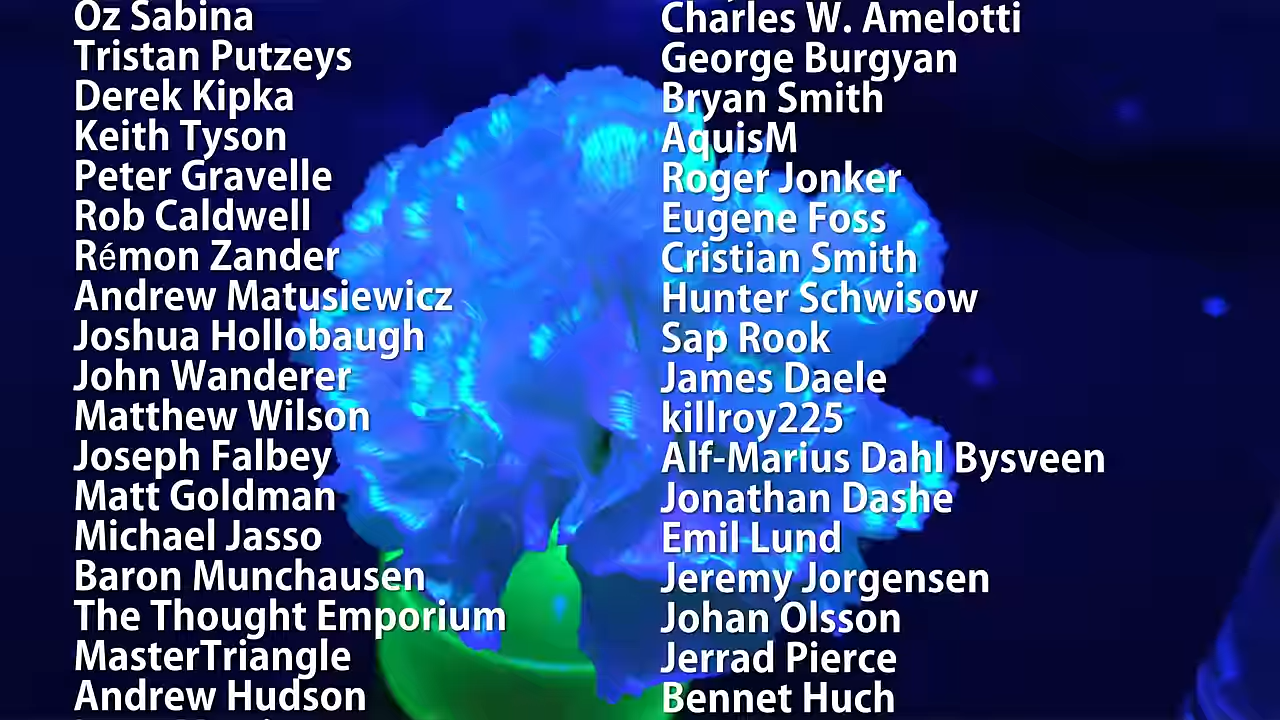 Oz Sabina
Tristan Putzeys
Derek Kipka
Keith Tyson
Peter Gravelle
Rob Caldwell
Rémon Zander
Andrew Matusiewicz
Joshua Hollobaugh
John Wanderer
Matthew Wilson
Joseph Falbey
Matt Goldman
Michael Jasso
Baron Munchausen
The Thought Emporium
MasterTriangle
Andrew Hudson
Charles W. Amelotti
George Burgyan
Bryan Smith
AquisM
Roger Jonker
Eugene Foss
Cristian Smith
Hunter Schwisow
Sap Rook
James Daele
killroy225
Alf-Marius Dahl Bysveen
Jonathan Dashe
Emil Lund
Jeremy Jorgensen
Johan Olsson
Jerrad Pierce
Bennet Huch